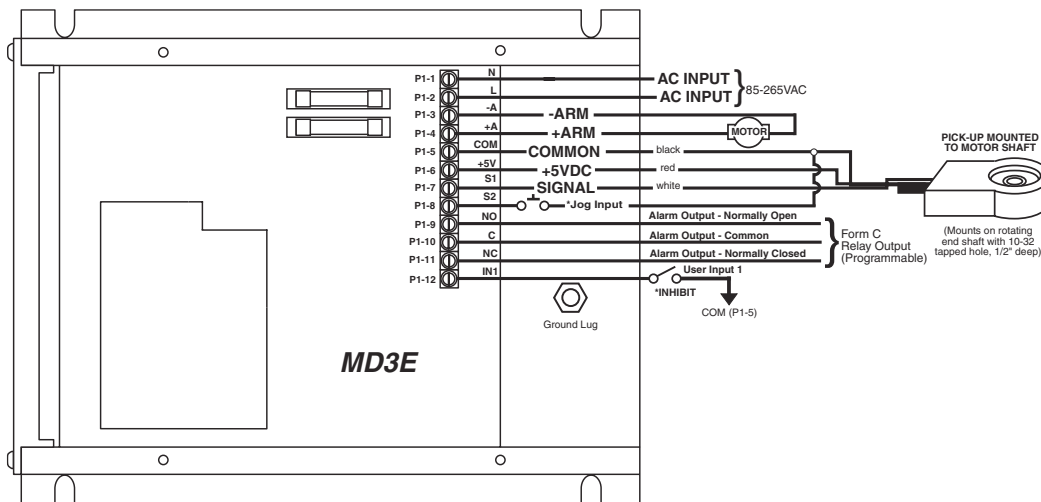 P1-1 N AC INPUT
P1-2 L AC INPUT
85-265VAC
P1-3 -A -ARM
P1-4 +A +ARM
MOTOR
P1-5 COM COMMON black
P1-6 +5V +5VDC red
P1-7 S1 SIGNAL white
P1-8 S2 *Jog Input
P1-9 NO Alarm Output - Normally Open
P1-10 C Alarm Output - Common
P1-11 NC Alarm Output - Normally Closed
P1-12 IN1 User Input 1
*INHIBIT
COM (P1-5)
Form C
Relay Output
(Programmable)
PICK-UP MOUNTED
TO MOTOR SHAFT
(Mounts on rotating
end shaft with 10-32
tapped hole, 1/2" deep)
Ground Lug
MD3E